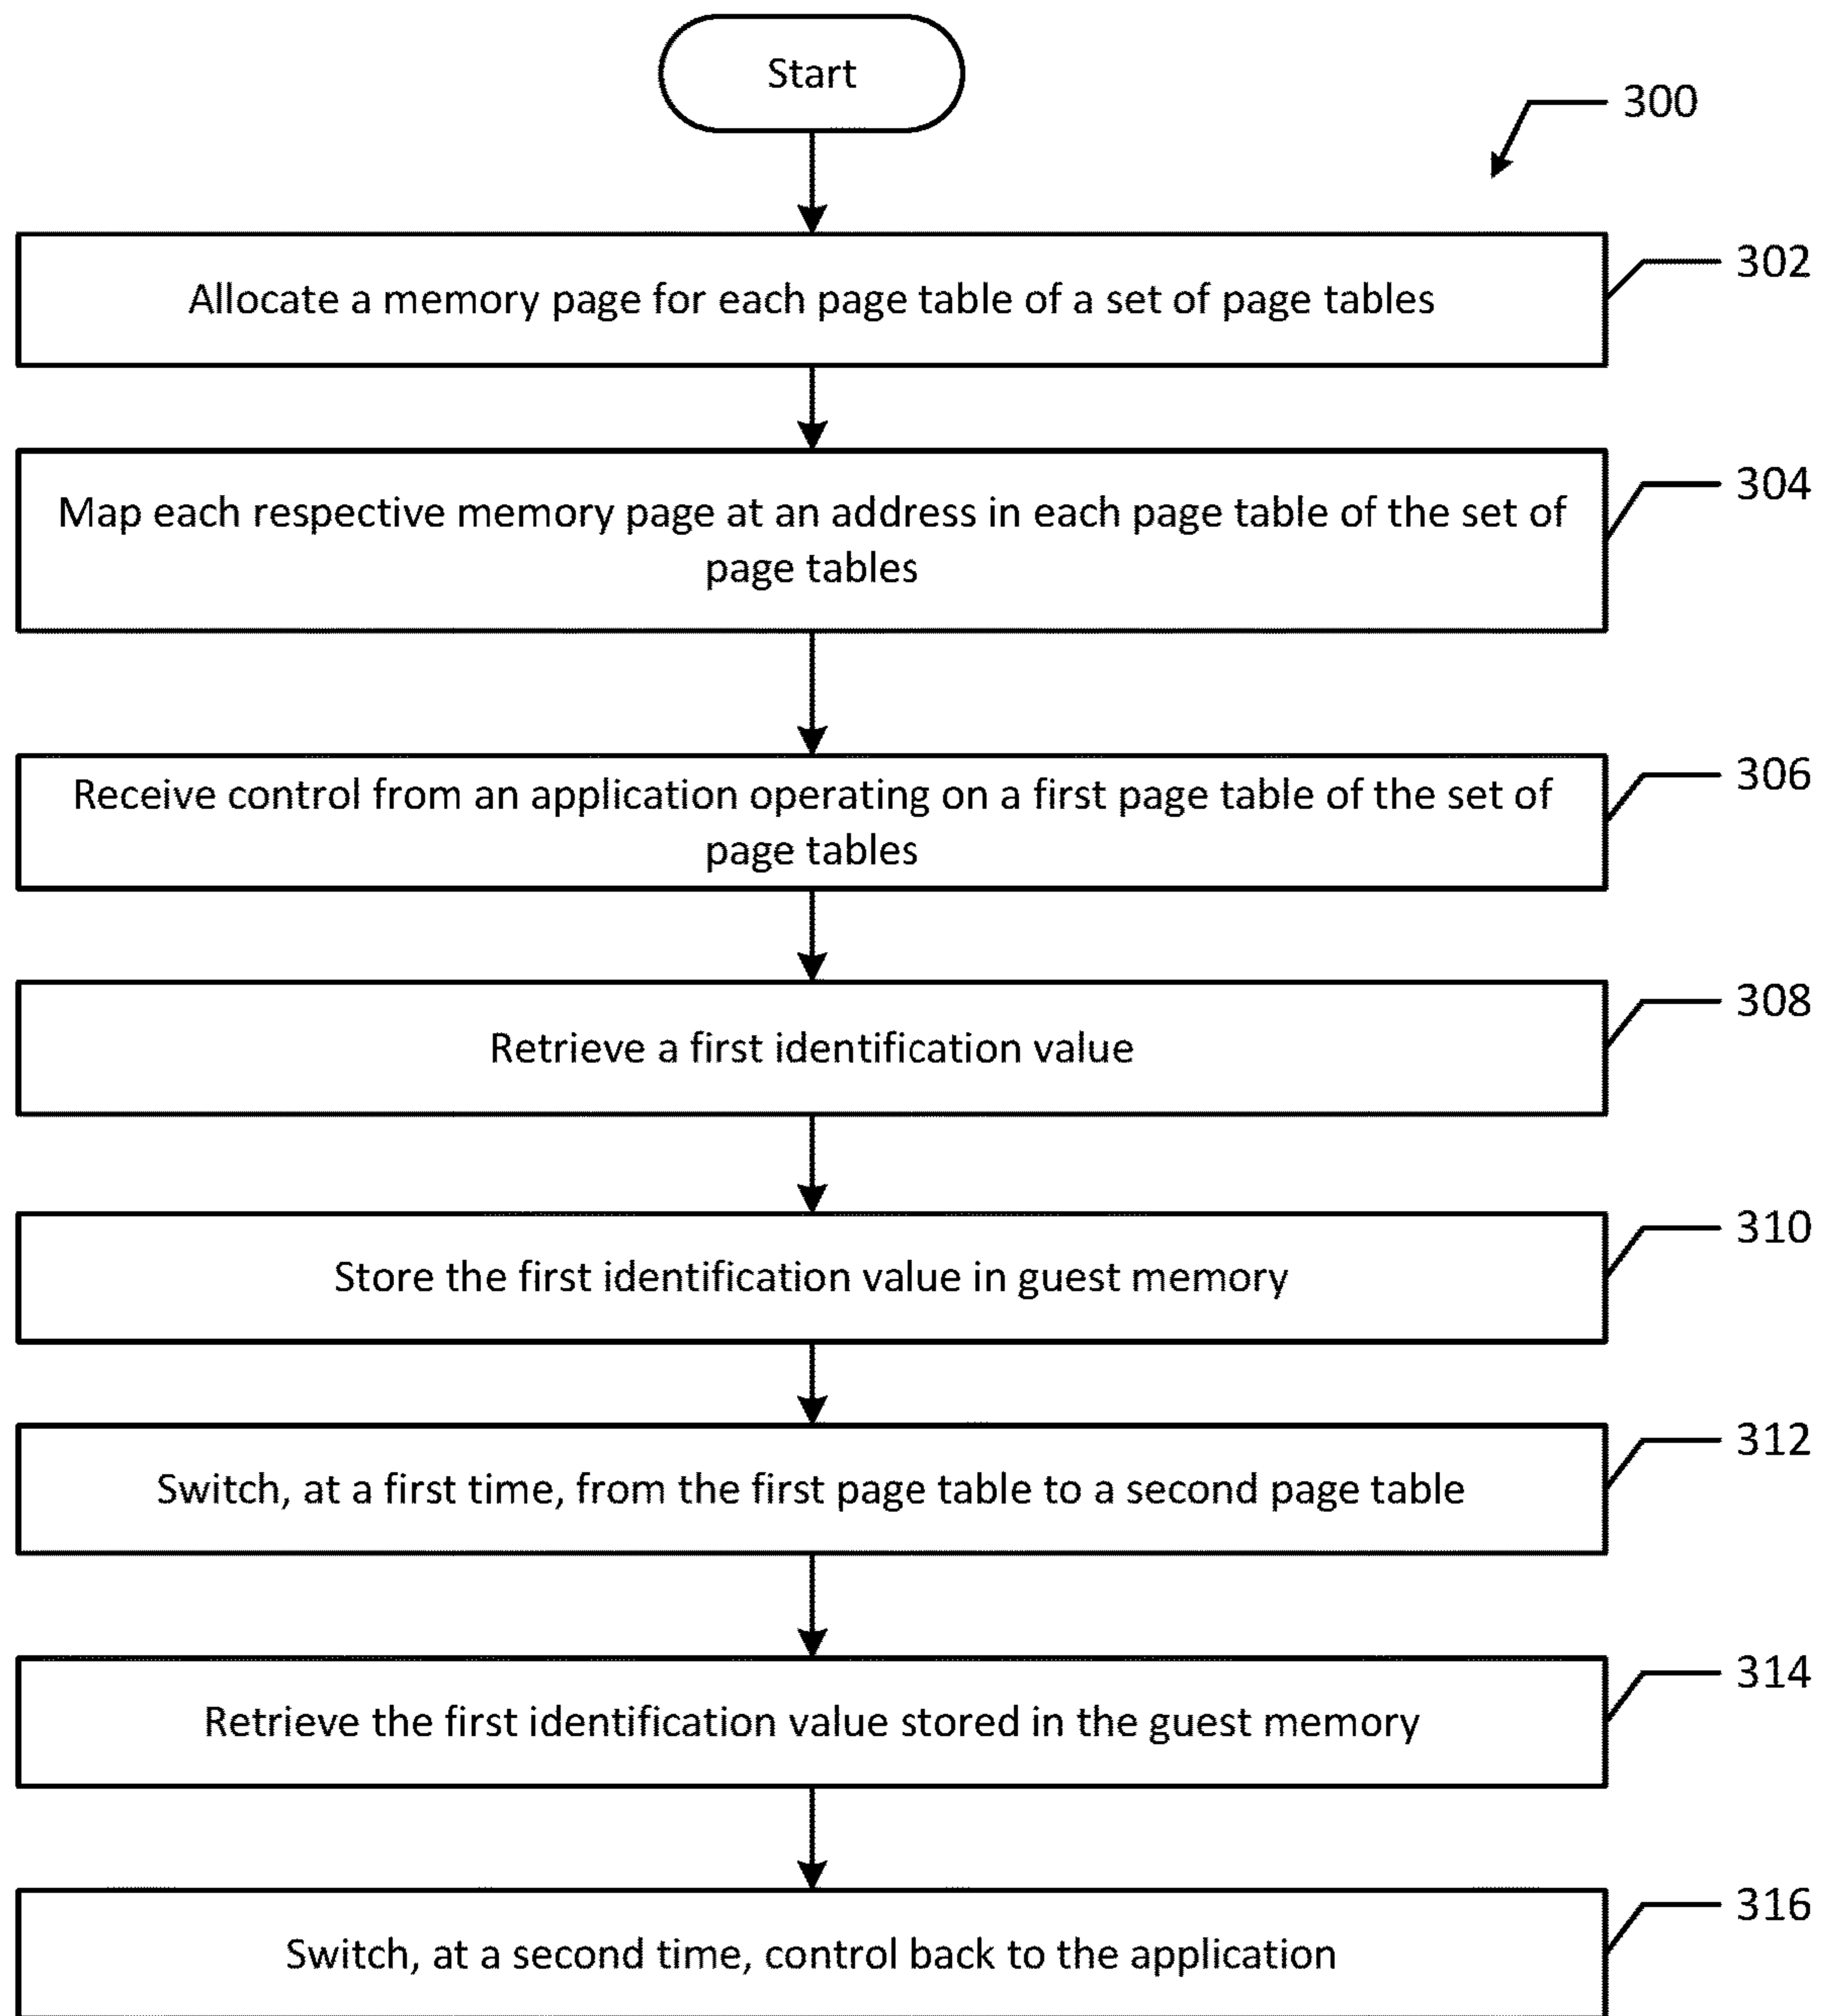 Start
300
302
Allocate a memory page for each page table of a set of page tables
304
Map each respective memory page at an address in each page table of the set of
page tables
306
Receive control from an application operating on a first page table of the set of
page tables
308
Retrieve a first identification value
310
Store the first identification value in guest memory
312
Switch, at a first time, from the first page table to a second page table
314
Retrieve the first identification value stored in the guest memory
316
Switch, at a second time, control back to the application